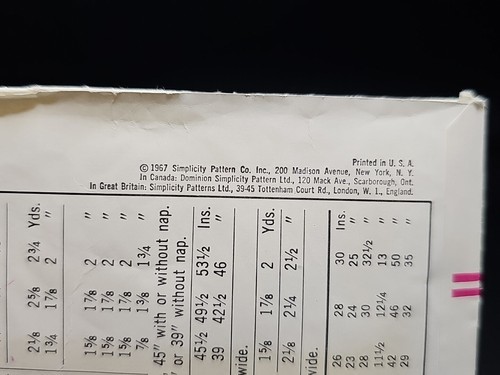 Printed in U. S. A.
© 1967 Simplicity Pattern Co. Inc., 200 Madison Avenue, New York, N. Y.
In Canada: Dominion Simplicity Pattern Ltd., 120 Mack Ave., Scarborough, Ont.
In Great Britain: Simplicity Patterns Ltd., 39-45 Tottenham Court Rd., London, W. 1., England.
2⅛ 2⅝ 2¾ Yds.
1¾ 1⅞ 2 "
1⅝ 1⅞ 2 "
1⅝ 1⅞ 2 "
1⅝ 1⅞ 2 "
⅞ 1⅜ 1¾ "
45" with or without nap.
" or 39" without nap.
45½ 49½ 53½ Ins.
39 42½ 46 "
wide.
1⅝ 1⅞ 2 Yds.
2⅛ 2¼ 2½ "
wide.
26 28 30 Ins.
23 24 25 "
28 30 32½ "
11½ 12¼ 13 "
42 46 50 "
29 32 35 "